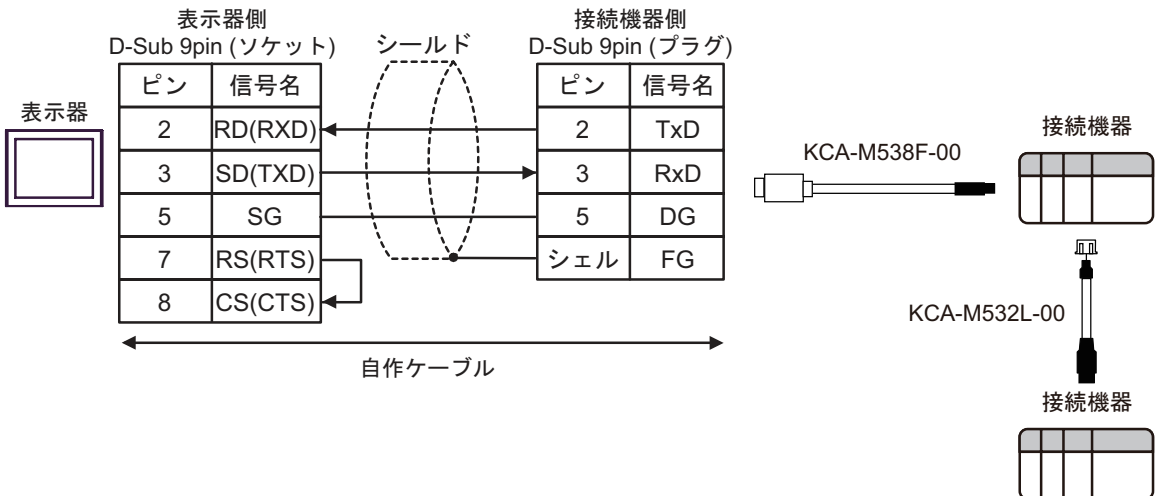 表示器側
D-Sub 9pin (ソケット)
シールド
接続機器側
D-Sub 9pin (プラグ)
表示器
ピン 信号名
2 RD(RXD)
3 SD(TXD)
5 SG
7 RS(RTS)
8 CS(CTS)
ピン 信号名
2 TxD
3 RxD
5 DG
シェル FG
自作ケーブル
KCA-M538F-00
接続機器
KCA-M532L-00
接続機器